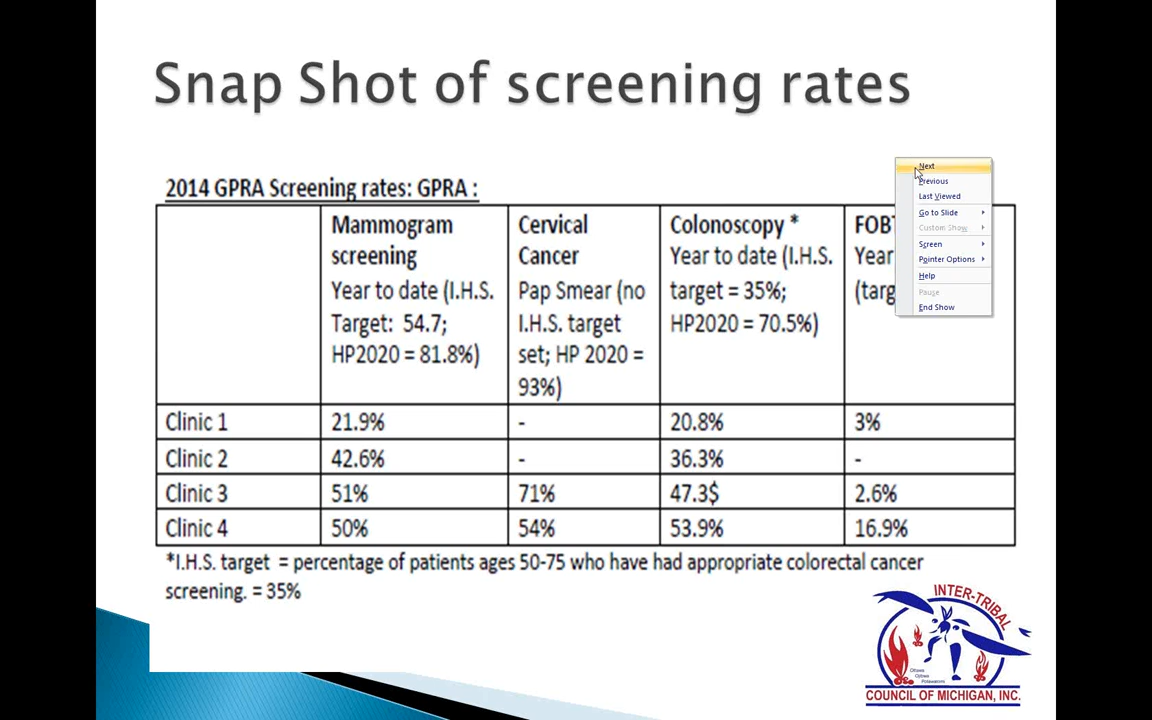 Snap Shot of screening rates
2014 GPRA Screening rates: GPRA :
Mammogram screening Year to date (I.H.S. Target: 54.7; HP2020 = 81.8%)
Cervical Cancer Pap Smear (no I.H.S. target set; HP 2020 = 93%)
Colonoscopy * Year to date (I.H.S. target = 35%; HP2020 = 70.5%)
Year
Clinic 1 21.9% - 20.8% 3%
Clinic 2 42.6% - 36.3% -
Clinic 3 51% 71% 47.3$ 2.6%
Clinic 4 50% 54% 53.9% 16.9%
*I.H.S. target = percentage of patients ages 50-75 who have had appropriate colorectal cancer
screening. = 35%
Next
Previous
Last Viewed
Go to Slide
Custom Show
Screen
Pointer Options
Help
Pause
End Show
INTER-TRIBAL
Ottawa
Ojibwa
Potawatomi
COUNCIL OF MICHIGAN, INC.